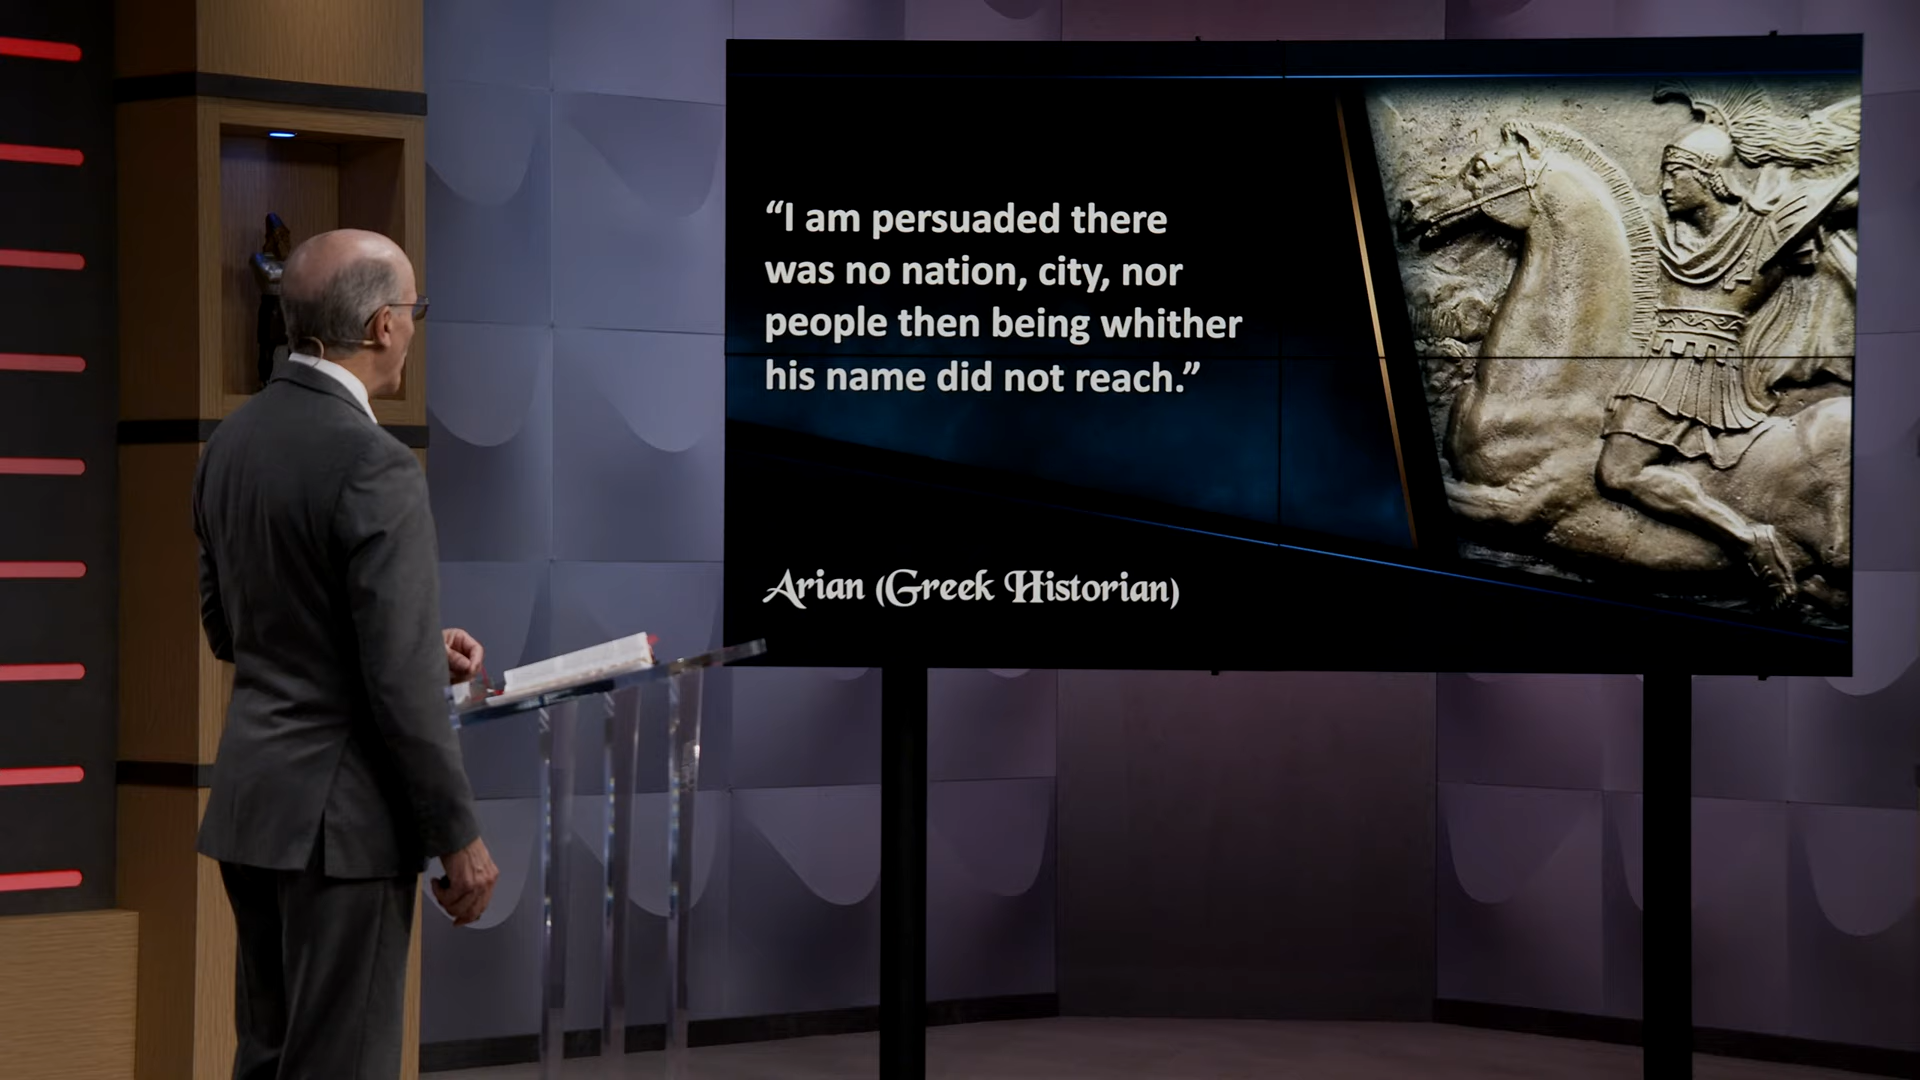 “I am persuaded there
was no nation, city, nor
people then being whither
his name did not reach.”
Arian (Greek Historian)